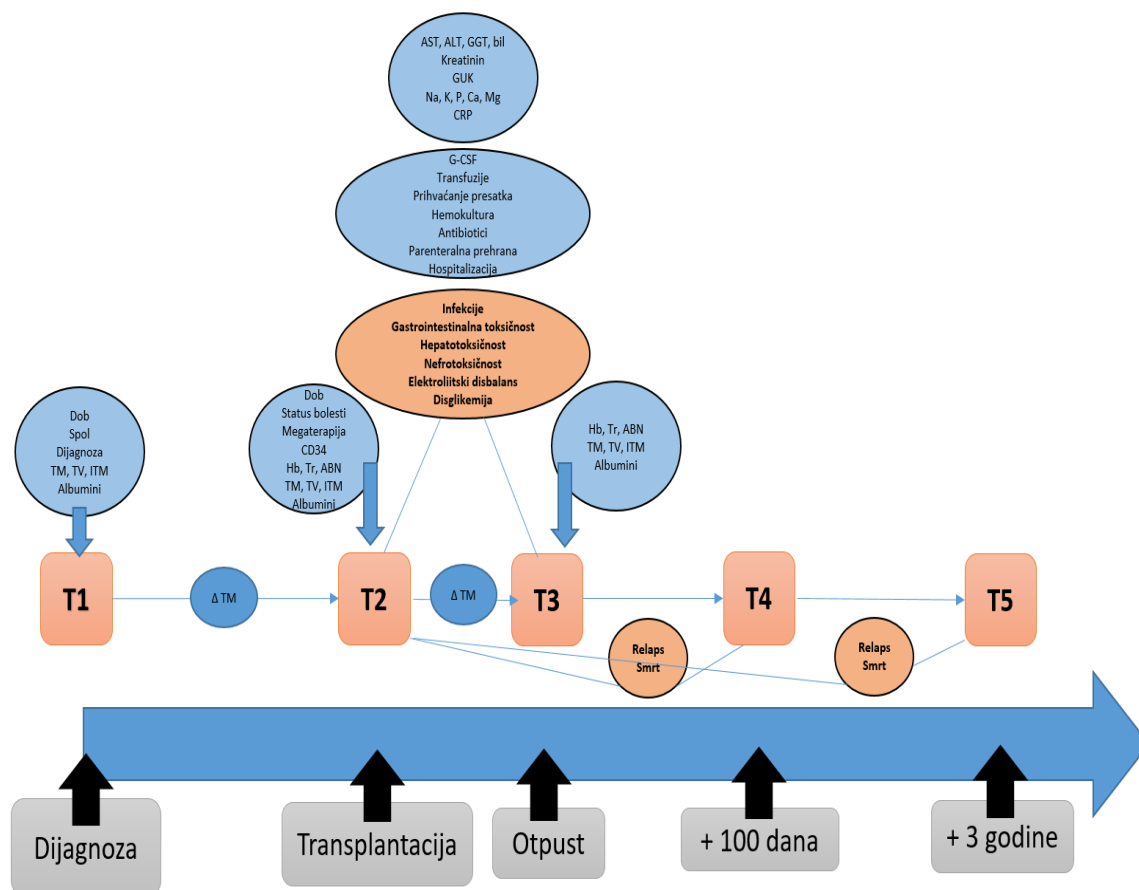 AST, ALT, GGT, bil
Kreatinin
GUK
Na, K, P, Ca, Mg
CRP
G-CSF
Transfuzije
Prihvaćanje presatka
Hemokultura
Antibiotici
Parenteralna prehrana
Hospitalizacija
Infekcije
Gastrointestinalna toksičnost
Hepatotoksičnost
Nefrotoksičnost
Elektroliitski disbalans
Disglikemija
Dob
Spol
Dijagnoza
TM, TV, ITM
Albumini
Dob
Status bolesti
Megaterapija
CD34
Hb, Tr, ABN
TM, TV, ITM
Albumini
Hb, Tr, ABN
TM, TV, ITM
Albumini
T1
Δ TM
T2
Δ TM
T3
T4
T5
Relaps
Smrt
Relaps
Smrt
Dijagnoza
Transplantacija
Otpust
+ 100 dana
+ 3 godine